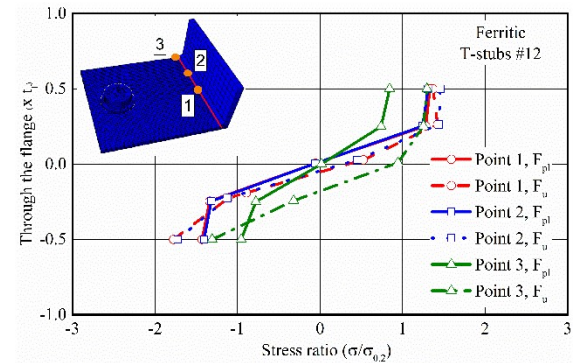 1.0
0.5
0.0
-0.5
-1.0
Through the flange (x t
3
2
1
Ferritic
T-stubs #12
Point 1, Fpl
Point 1, Fu
Point 2, Fpl
Point 2, Fu
Point 3, Fpl
Point 3, Fu
-3 -2 -1 0 1 2 3
Stress ratio (σ/σ0.2)